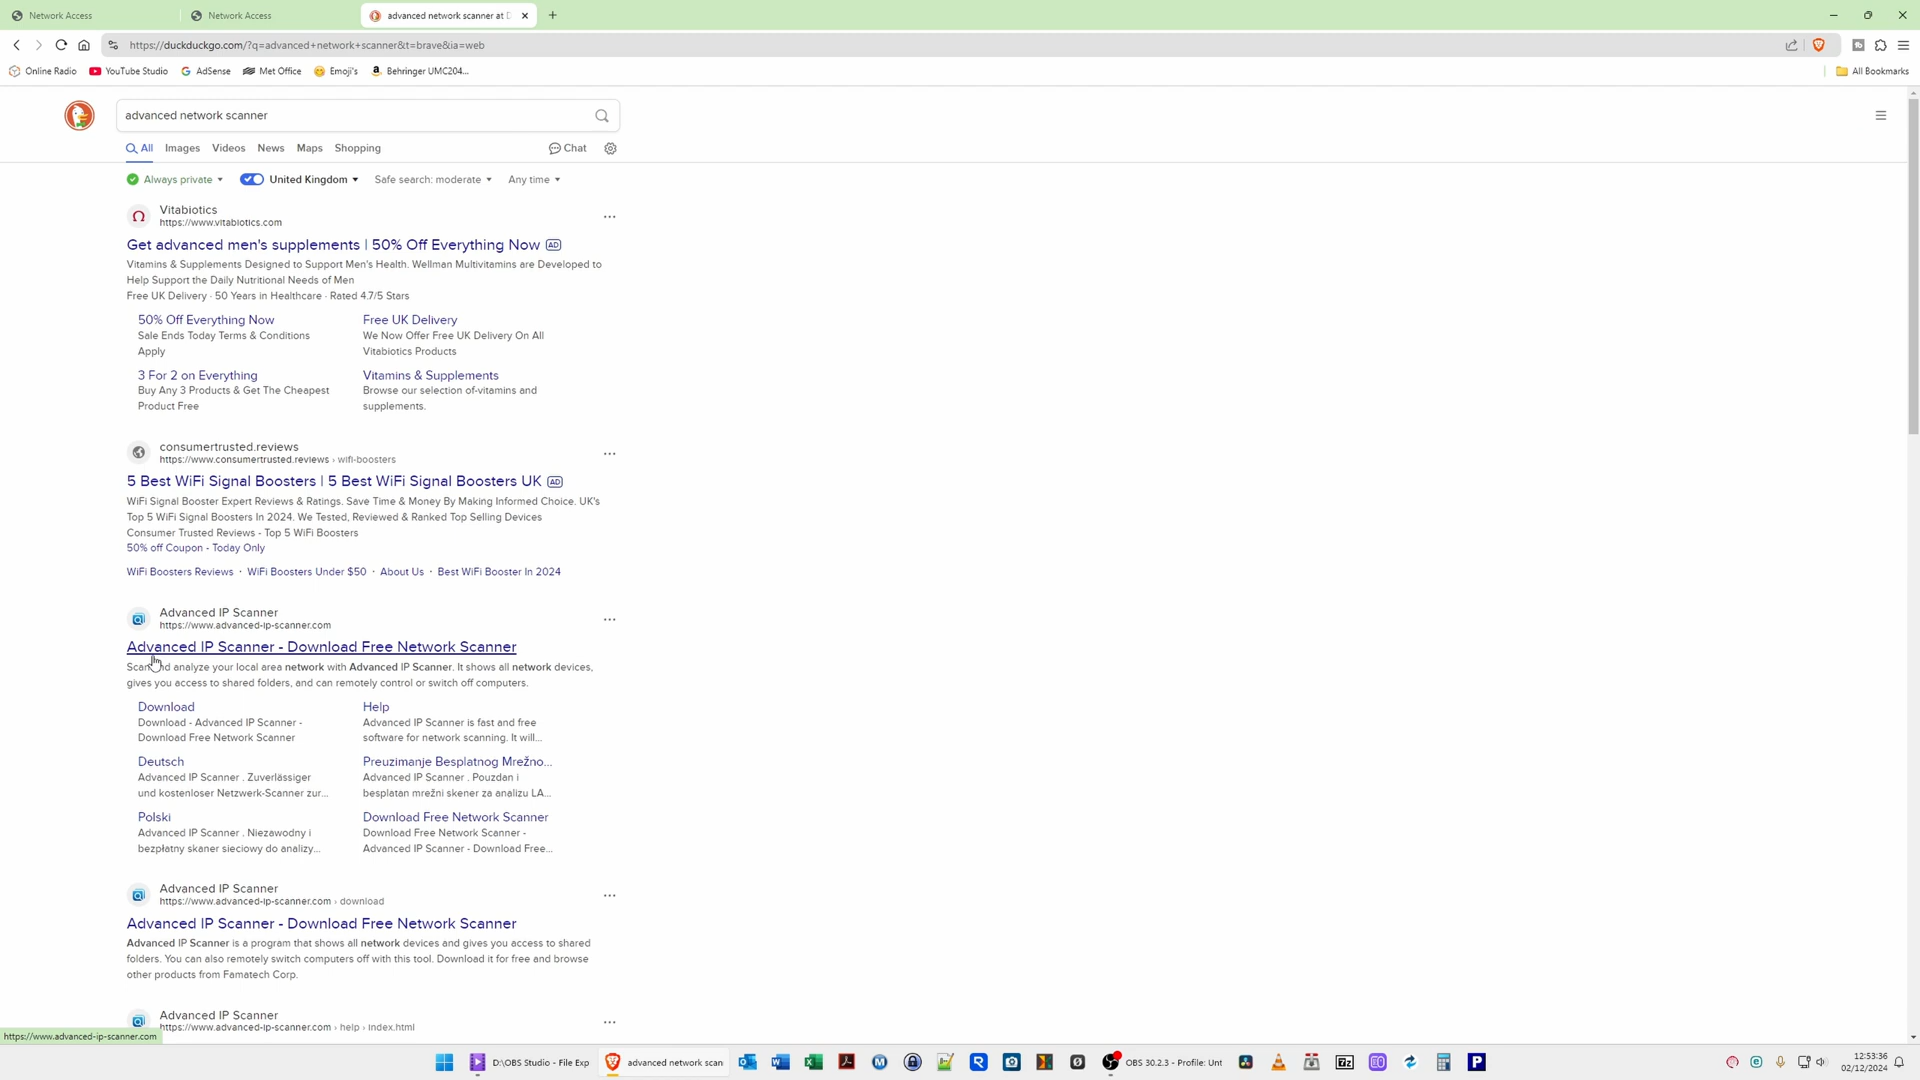 Network Access
Network Access
advanced network scanner at D
https://duckduckgo.com/?q=advanced+network+scanner&t=brave&ia=web
Online Radio
YouTube Studio
AdSense
Met Office
Emoji's
Behringer UMC204...
All Bookmarks
advanced network scanner
All
Images
Videos
News
Maps
Shopping
Chat
Always private
United Kingdom
Safe search: moderate
Any time
Vitabiotics
https://www.vitabiotics.com
Get advanced men's supplements | 50% Off Everything Now AD
Vitamins & Supplements Designed to Support Men's Health. Wellman Multivitamins are Developed to
Help Support the Daily Nutritional Needs of Men
Free UK Delivery · 50 Years in Healthcare · Rated 4.7/5 Stars
50% Off Everything Now
Sale Ends Today Terms & Conditions
Apply
Free UK Delivery
We Now Offer Free UK Delivery On All
Vitabiotics Products
3 For 2 on Everything
Buy Any 3 Products & Get The Cheapest
Product Free
Vitamins & Supplements
Browse our selection of-vitamins and
supplements.
consumertrusted.reviews
https://www.consumertrusted.reviews › wifi-boosters
5 Best WiFi Signal Boosters | 5 Best WiFi Signal Boosters UK AD
WiFi Signal Booster Expert Reviews & Ratings. Save Time & Money By Making Informed Choice. UK's
Top 5 WiFi Signal Boosters In 2024. We Tested, Reviewed & Ranked Top Selling Devices
Consumer Trusted Reviews - Top 5 WiFi Boosters
50% off Coupon - Today Only
WiFi Boosters Reviews · WiFi Boosters Under $50 · About Us · Best WiFi Booster In 2024
Advanced IP Scanner
https://www.advanced-ip-scanner.com
Advanced IP Scanner - Download Free Network Scanner
Scan and analyze your local area network with Advanced IP Scanner. It shows all network devices,
gives you access to shared folders, and can remotely control or switch off computers.
Download
Download - Advanced IP Scanner -
Download Free Network Scanner
Help
Advanced IP Scanner is fast and free
software for network scanning. It will...
Deutsch
Advanced IP Scanner . Zuverlässiger
und kostenloser Netzwerk-Scanner zur...
Preuzimanje Besplatnog Mrežno...
Advanced IP Scanner . Pouzdan i
besplatan mrežni skener za analizu LA...
Polski
Advanced IP Scanner . Niezawodny i
bezpłatny skaner sieciowy do analizy...
Download Free Network Scanner
Download Free Network Scanner -
Advanced IP Scanner - Download Free...
Advanced IP Scanner
https://www.advanced-ip-scanner.com › download
Advanced IP Scanner - Download Free Network Scanner
Advanced IP Scanner is a program that shows all network devices and gives you access to shared
folders. You can also remotely switch computers off with this tool. Download it for free and browse
other products from Famatech Corp.
Advanced IP Scanner
https://www.advanced-ip-scanner.com › help › index.html
https://www.advanced-ip-scanner.com
D:\OBS Studio - File Exp
advanced network scan
OBS 30.2.3 - Profile: Unt
12:53:36
02/12/2024